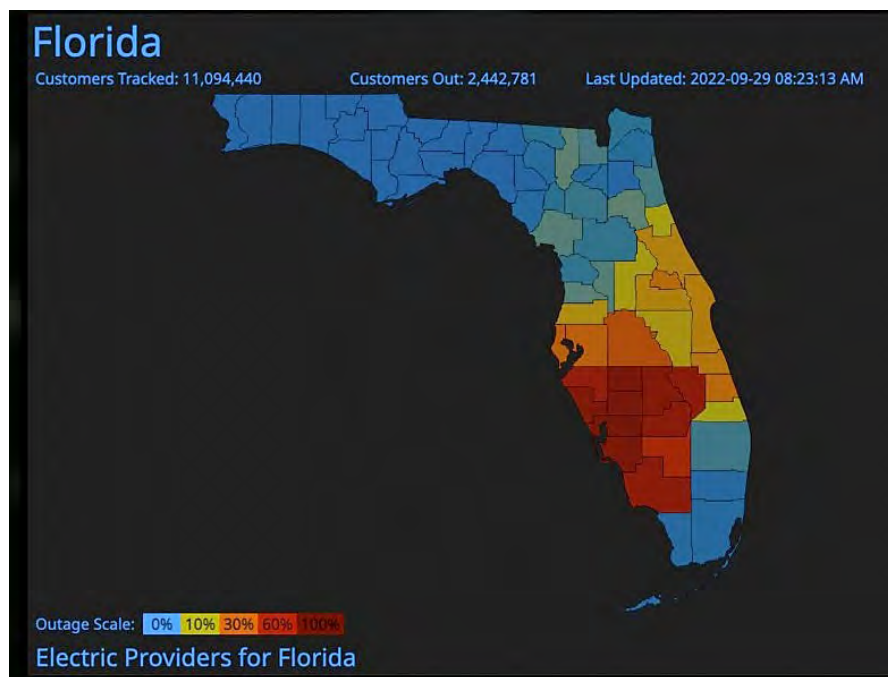 Florida
Customers Tracked: 11,094,440 Customers Out: 2,442,781 Last Updated: 2022-09-29 08:23:13 AM
Outage Scale: 0% 10% 30% 60% 100%
Electric Providers for Florida